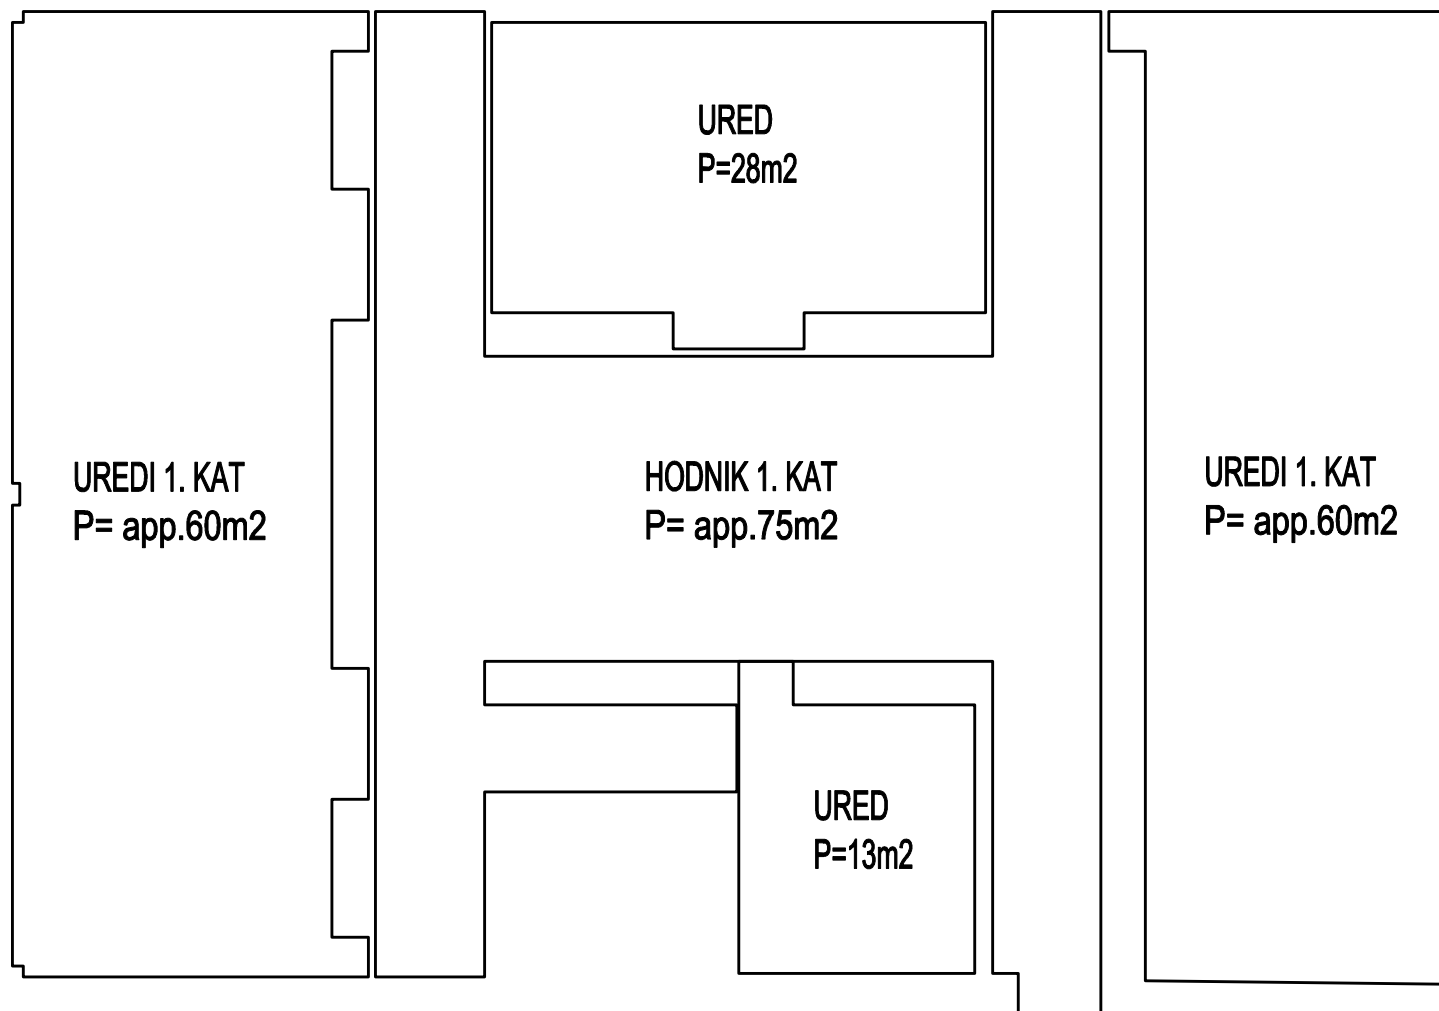 URED
P=28m2
UREDI 1. KAT
P= app.60m2
HODNIK 1. KAT
P= app.75m2
UREDI 1. KAT
P= app.60m2
URED
P=13m2